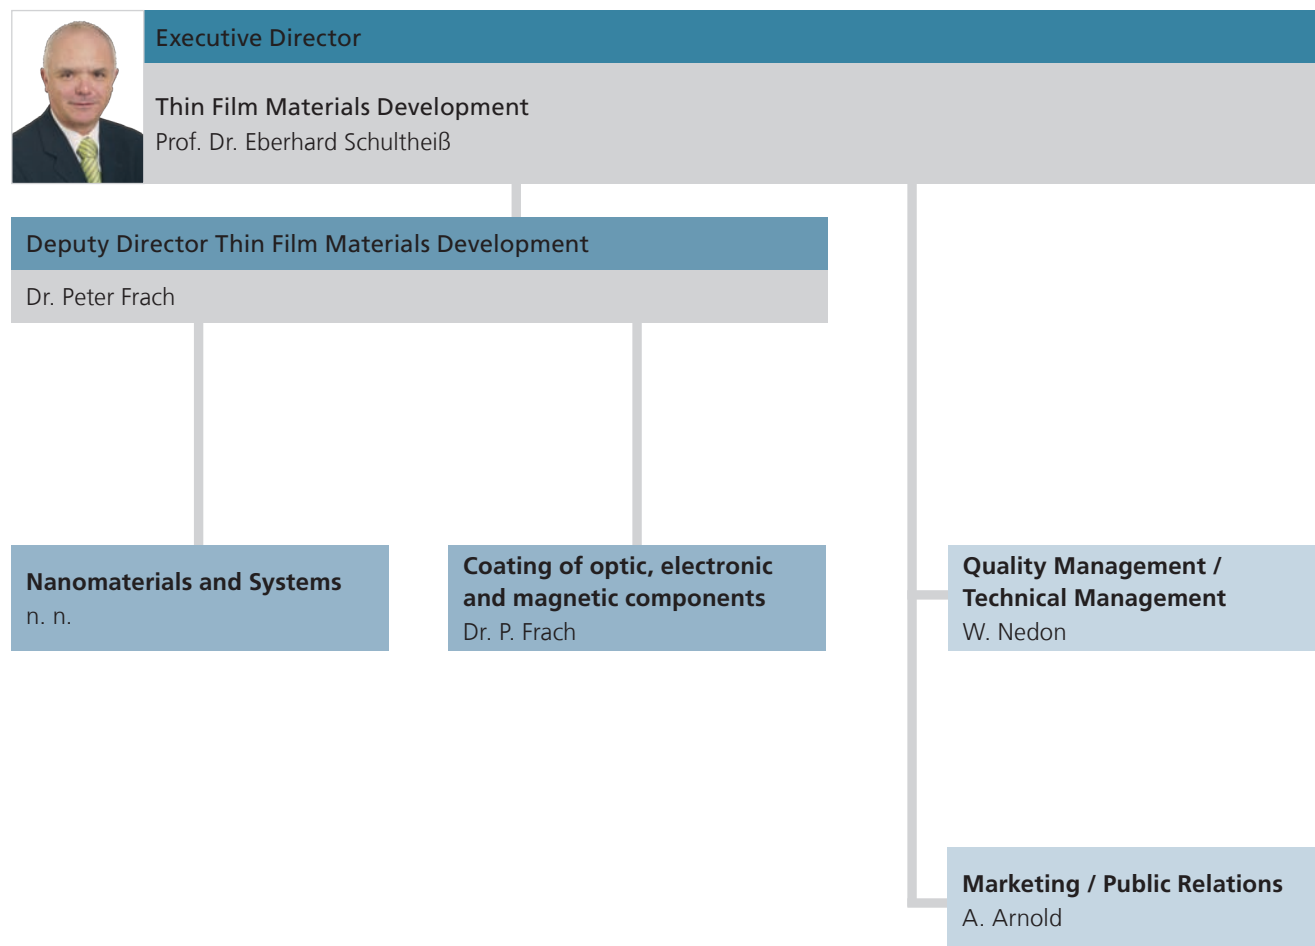 Executive Director
Thin Film Materials Development
Prof. Dr. Eberhard Schultheiß
Deputy Director Thin Film Materials Development
Dr. Peter Frach
Nanomaterials and Systems
n. n.
Coating of optic, electronic
and magnetic components
Dr. P. Frach
Quality Management /
Technical Management
W. Nedon
Marketing / Public Relations
A. Arnold